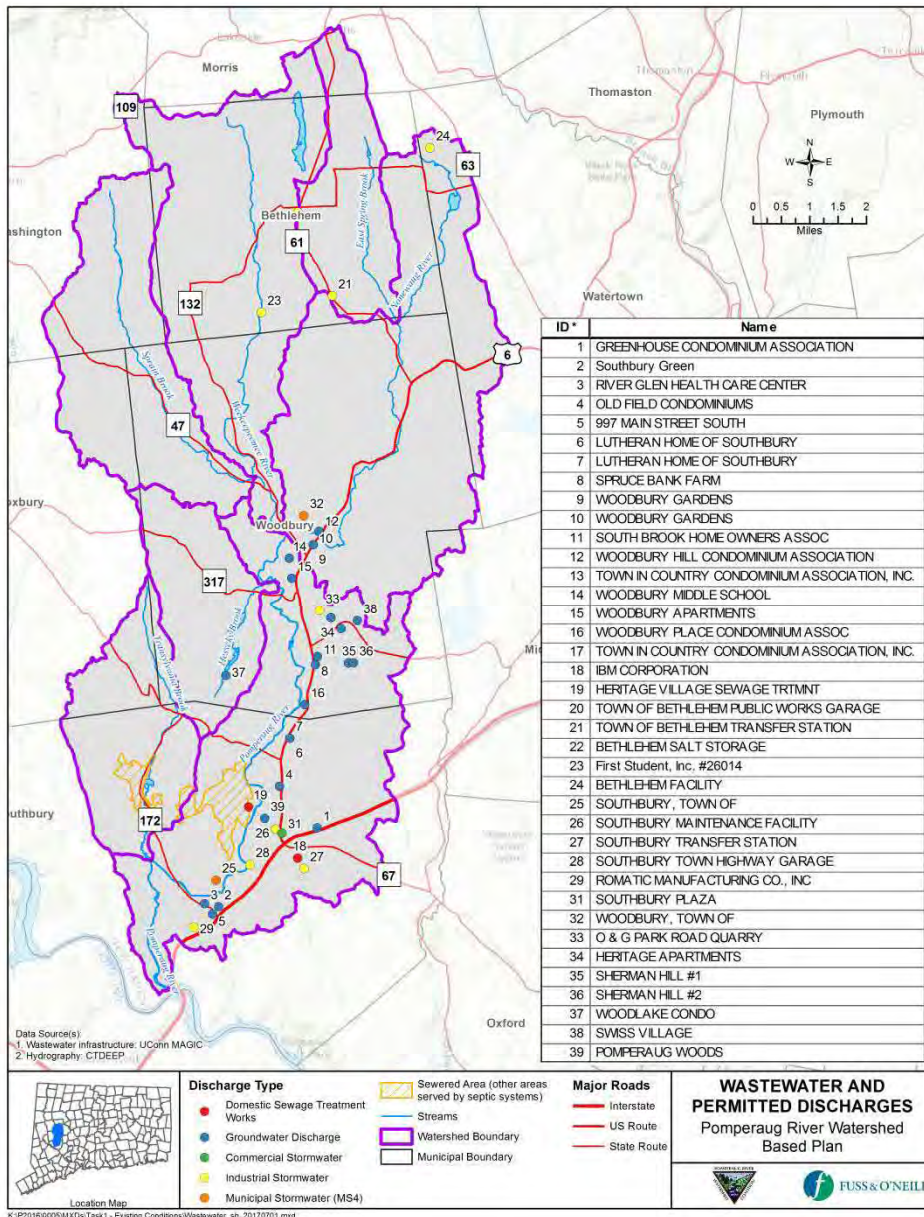 Morris
Thomaston
Thomaston
Plymouth
109
24
63
N
W E
S
0 0.5 1 2
Miles
Bethlehem
East Spring Brook
61
Nonewaug River
132
21
23
Watertown
6
Sprain Brook
47
Weekeepeemee River
32
Woodbury
12
10
14
9
15
317
33
38
34
Hesseky Brook
11
35 36
8
37
Transylvania Brook
16
Pomperaug River
7
6
4
19
39
172
26
31
1
18
28
27
25
67
3 2
5
29
Pomperaug River
Oxford
Data Source(s):
1. Wastewater infrastructure: UConn MAGIC
2. Hydrography: CTDEEP
ID* Name
1 GREENHOUSE CONDOMINIUM ASSOCIATION
2 Southbury Green
3 RIVER GLEN HEALTH CARE CENTER
4 OLD FIELD CONDOMINIUMS
5 997 MAIN STREET SOUTH
6 LUTHERAN HOME OF SOUTHBURY
7 LUTHERAN HOME OF SOUTHBURY
8 SPRUCE BANK FARM
9 WOODBURY GARDENS
10 WOODBURY GARDENS
11 SOUTH BROOK HOME OWNERS ASSOC
12 WOODBURY HILL CONDOMINIUM ASSOCIATION
13 TOWN IN COUNTRY CONDOMINIUM ASSOCIATION, INC.
14 WOODBURY MIDDLE SCHOOL
15 WOODBURY APARTMENTS
16 WOODBURY PLACE CONDOMINIUM ASSOC
17 TOWN IN COUNTRY CONDOMINIUM ASSOCIATION, INC.
18 IBM CORPORATION
19 HERITAGE VILLAGE SEWAGE TRTMNT
20 TOWN OF BETHLEHEM PUBLIC WORKS GARAGE
21 TOWN OF BETHLEHEM TRANSFER STATION
22 BETHLEHEM SALT STORAGE
23 First Student, Inc. #26014
24 BETHLEHEM FACILITY
25 SOUTHBURY, TOWN OF
26 SOUTHBURY MAINTENANCE FACILITY
27 SOUTHBURY TRANSFER STATION
28 SOUTHBURY TOWN HIGHWAY GARAGE
29 ROMATIC MANUFACTURING CO., INC
31 SOUTHBURY PLAZA
32 WOODBURY, TOWN OF
33 O & G PARK ROAD QUARRY
34 HERITAGE APARTMENTS
35 SHERMAN HILL #1
36 SHERMAN HILL #2
37 WOODLAKE CONDO
38 SWISS VILLAGE
39 POMPERAUG WOODS
Location Map
Discharge Type
Domestic Sewage Treatment
Works
Groundwater Discharge
Commercial Stormwater
Industrial Stormwater
Municipal Stormwater (MS4)
Sewered Area (other areas
served by septic systems)
Streams
Watershed Boundary
Municipal Boundary
Major Roads
Interstate
US Route
State Route
WASTEWATER AND
PERMITTED DISCHARGES
Pomperaug River Watershed
Based Plan
FUSS & O'NEILL